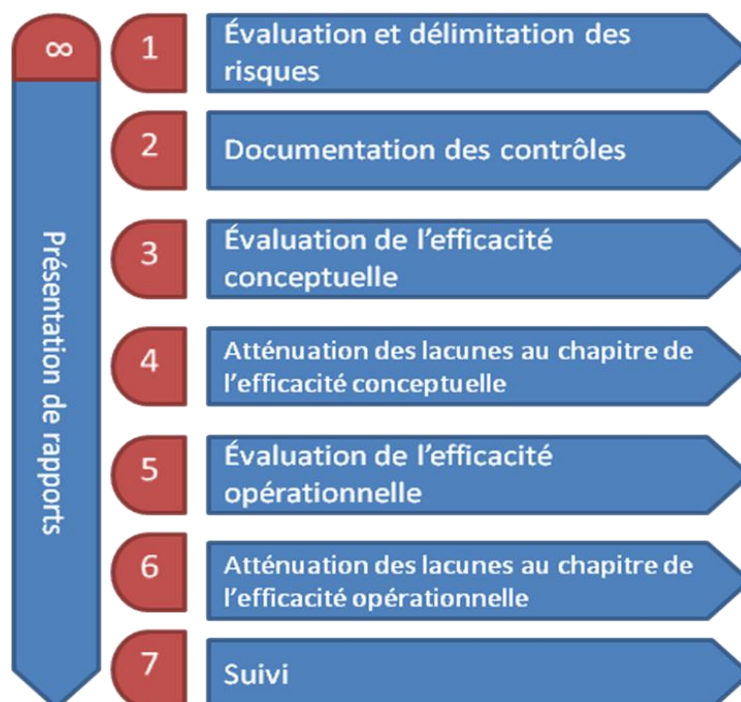 ∞
Présentation de rapports
1
Évaluation et délimitation des
risques
2
Documentation des contrôles
3
Évaluation de l’efficacité
conceptuelle
4
Atténuation des lacunes au chapitre de
l’efficacité conceptuelle
5
Évaluation de l’efficacité
opérationnelle
6
Atténuation des lacunes au chapitre de
l’efficacité opérationnelle
7
Suivi